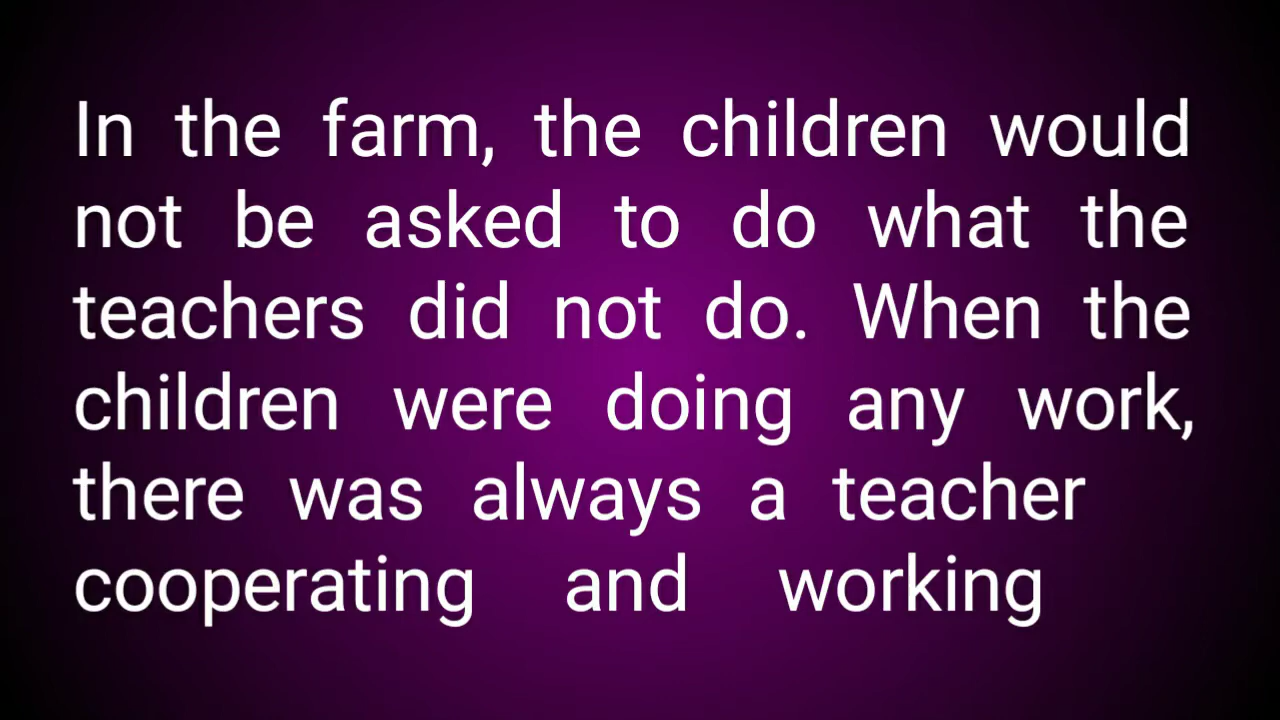 In the farm, the children would
not be asked to do what the
teachers did not do. When the
children were doing any work,
there was always a teacher
cooperating and working